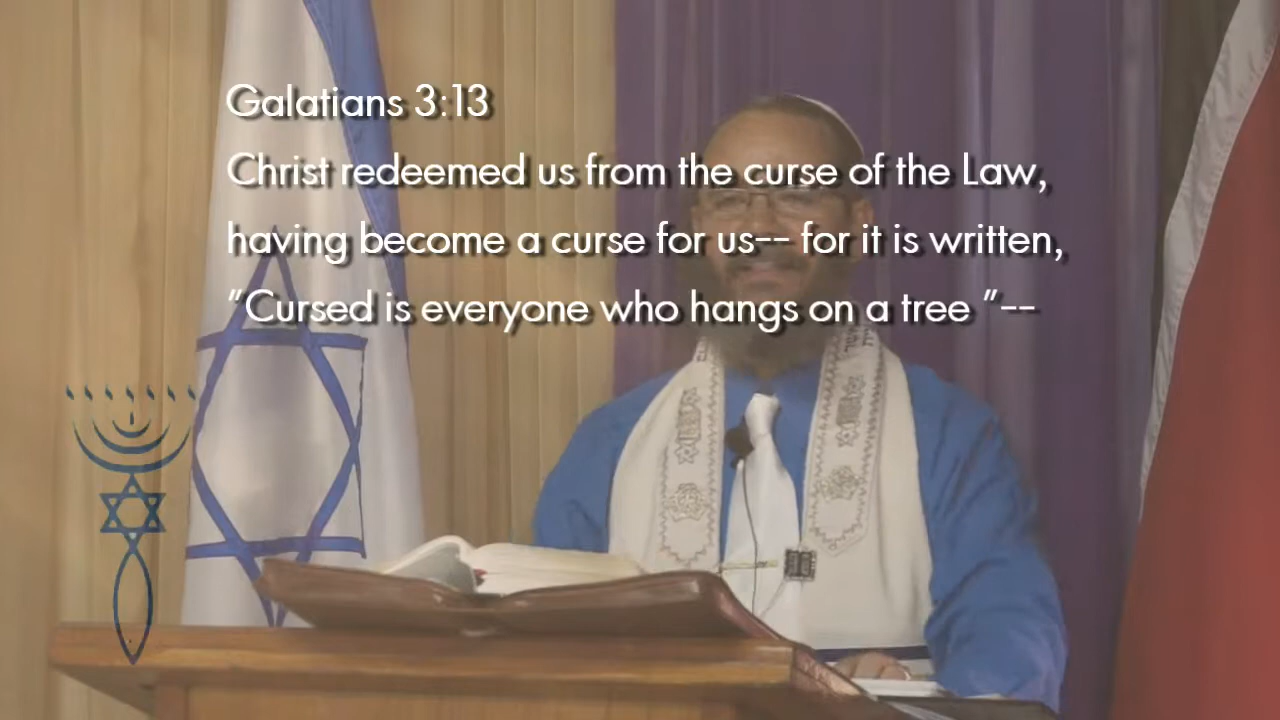 Galatians 3:13
Christ redeemed us from the curse of the Law,
having become a curse for us-- for it is written,
"Cursed is everyone who hangs on a tree "--